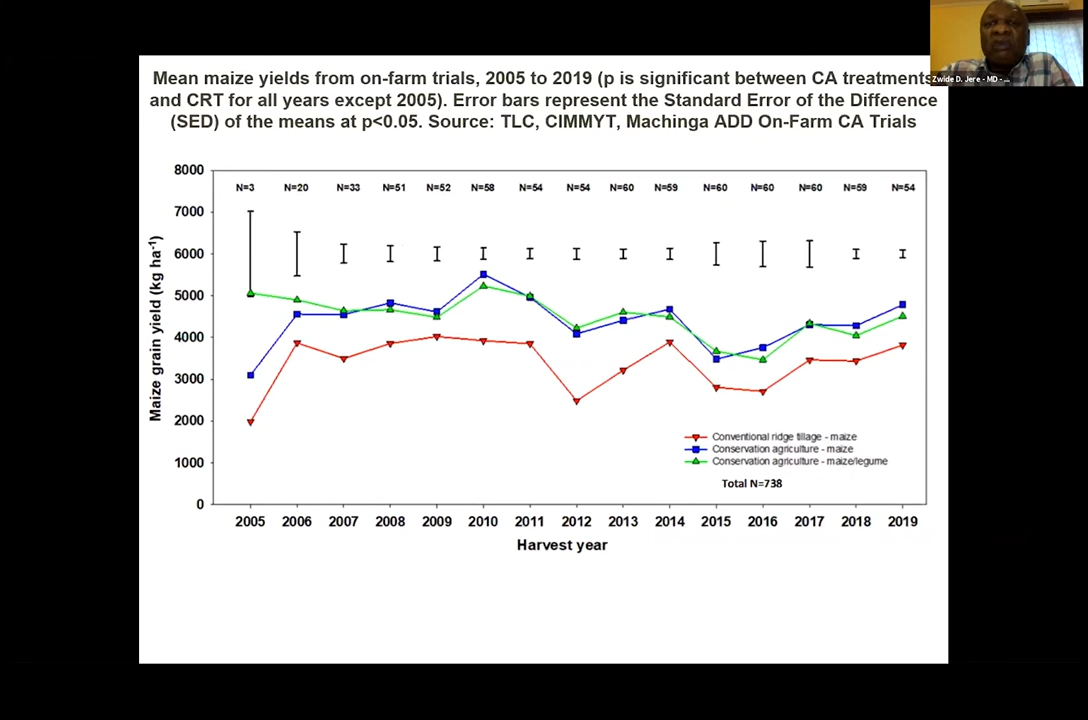 Mean maize yields from on-farm trials, 2005 to 2019 (p is significant between CA treatments
and CRT for all years except 2005). Error bars represent the Standard Error of the Difference
(SED) of the means at p<0.05. Source: TLC, CIMMYT, Machinga ADD On-Farm CA Trials
Zwide D. Jere - MD - ...
8000
N=3 N=20 N=33 N=51 N=52 N=58 N=54 N=54 N=60 N=59 N=60 N=60 N=60 N=59 N=54
7000
6000
5000
4000
3000
2000
1000
0
Maize grain yield (kg ha-1)
Conventional ridge tillage - maize
Conservation agriculture - maize
Conservation agriculture - maize/legume
Total N=738
2005 2006 2007 2008 2009 2010 2011 2012 2013 2014 2015 2016 2017 2018 2019
Harvest year